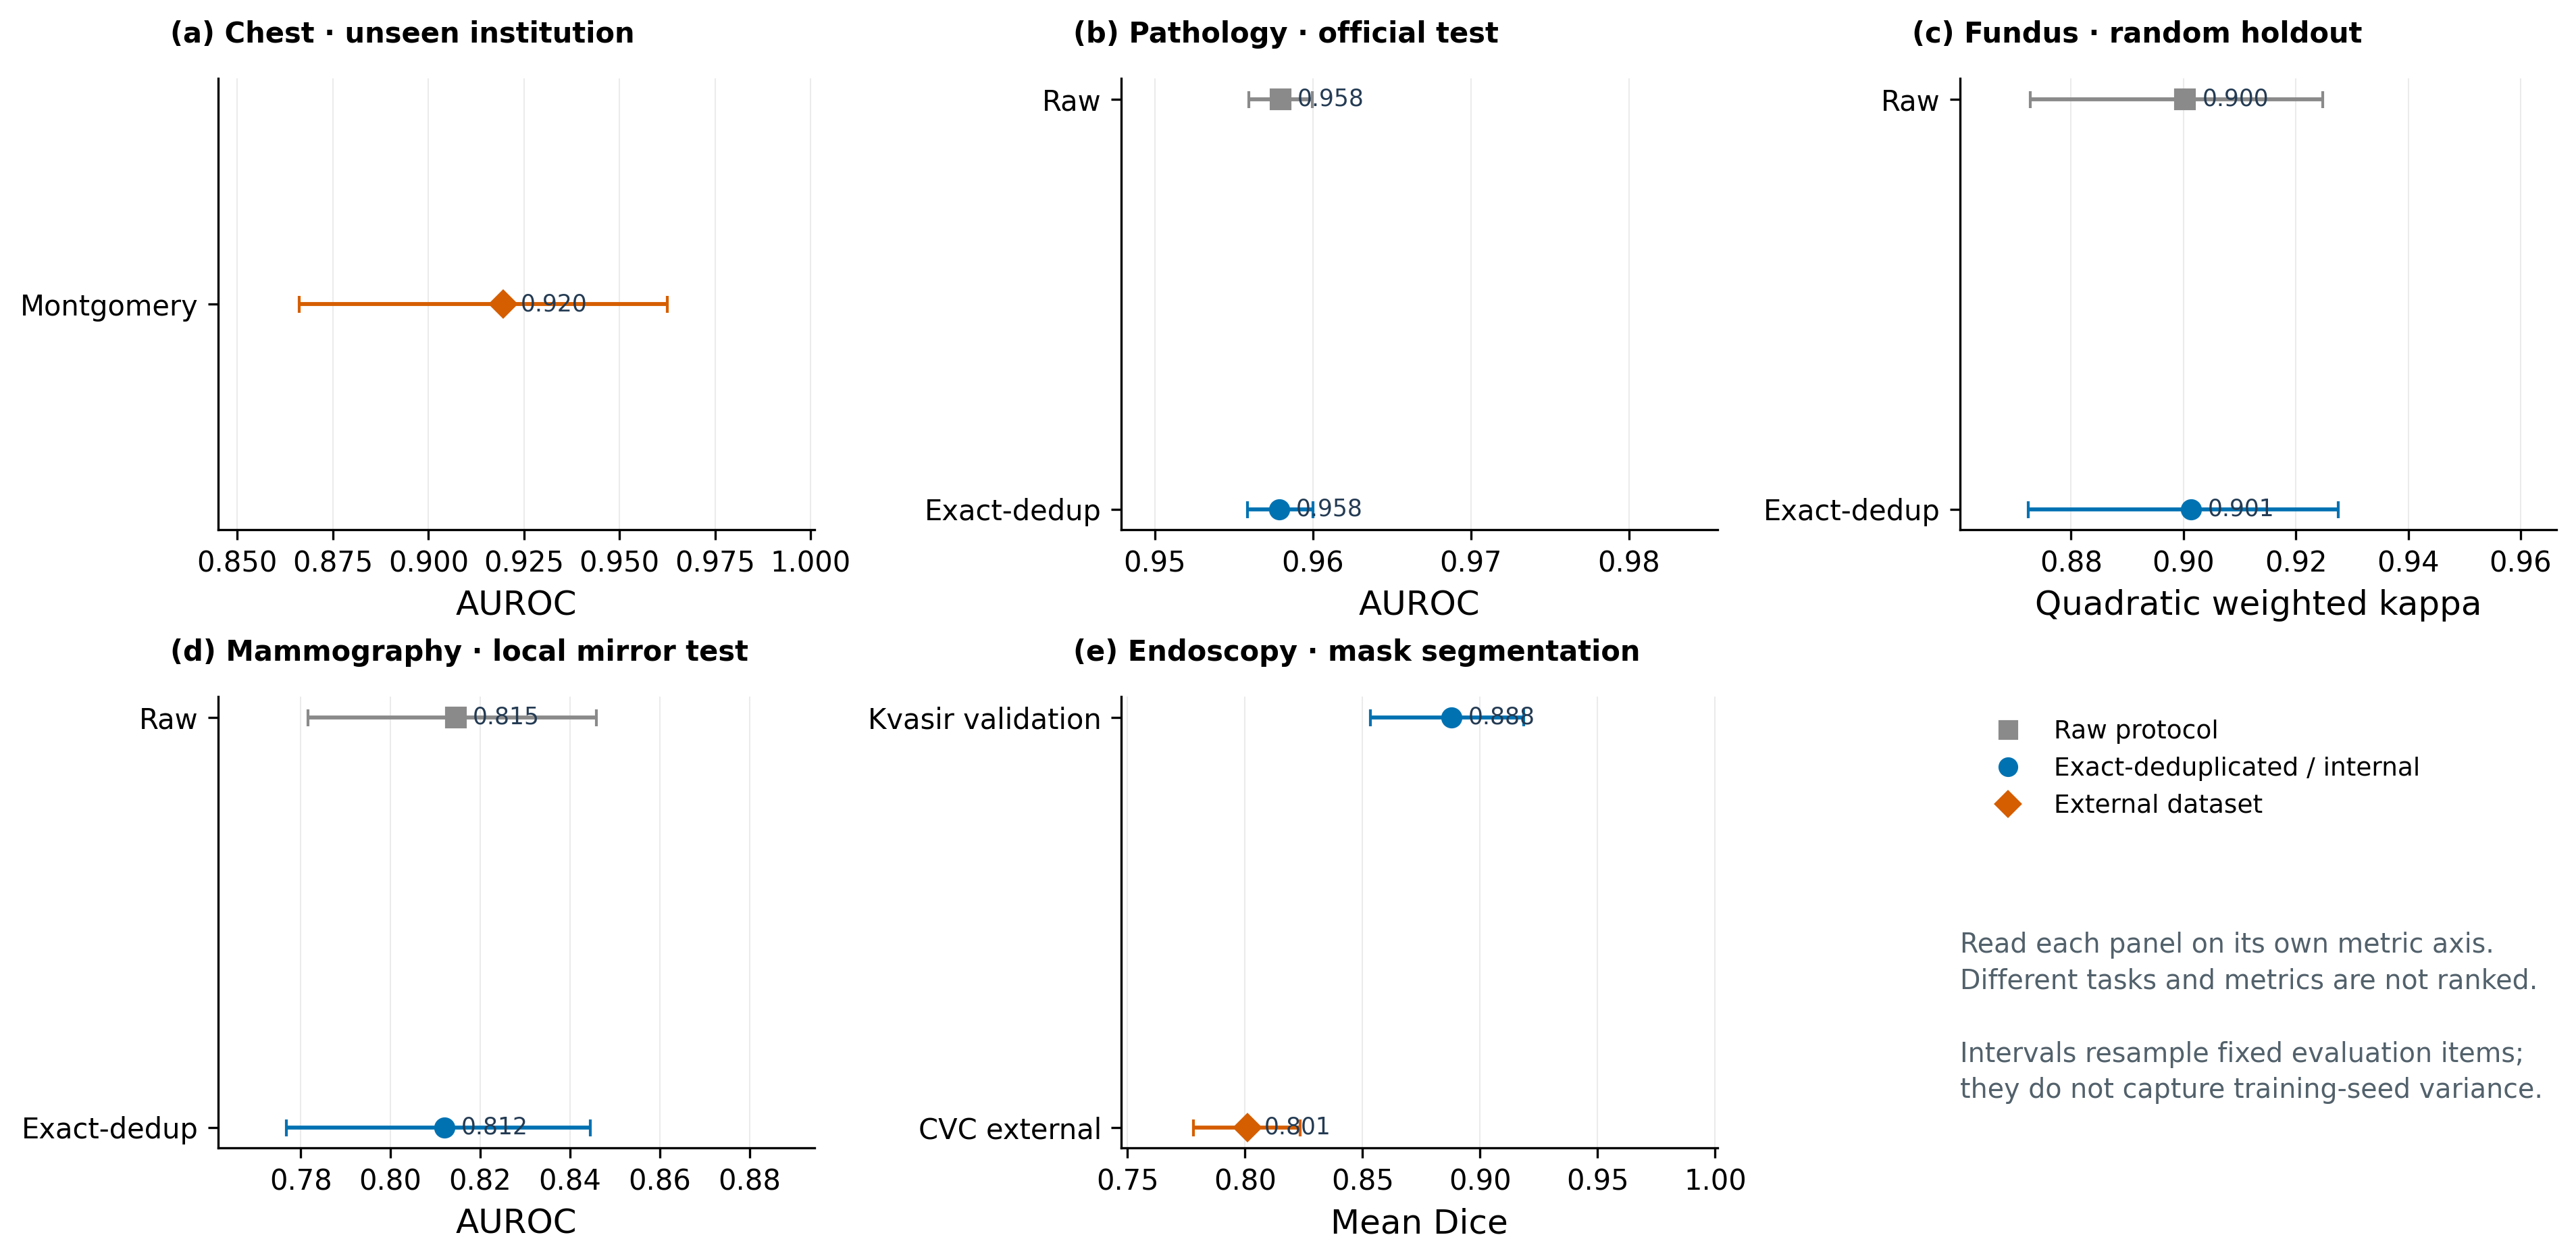 (a) Chest · unseen institution
Montgomery
0.920
0.850 0.875 0.900 0.925 0.950 0.975 1.000
AUROC
(b) Pathology · official test
Raw
0.958
Exact-dedup
0.958
0.95 0.96 0.97 0.98
AUROC
(c) Fundus · random holdout
Raw
0.900
Exact-dedup
0.901
0.88 0.90 0.92 0.94 0.96
Quadratic weighted kappa
(d) Mammography · local mirror test
Raw
0.815
Exact-dedup
0.812
0.78 0.80 0.82 0.84 0.86 0.88
AUROC
(e) Endoscopy · mask segmentation
Kvasir validation
0.888
CVC external
0.801
0.75 0.80 0.85 0.90 0.95 1.00
Mean Dice
Raw protocol
Exact-deduplicated / internal
External dataset
Read each panel on its own metric axis.
Different tasks and metrics are not ranked.
Intervals resample fixed evaluation items;
they do not capture training-seed variance.